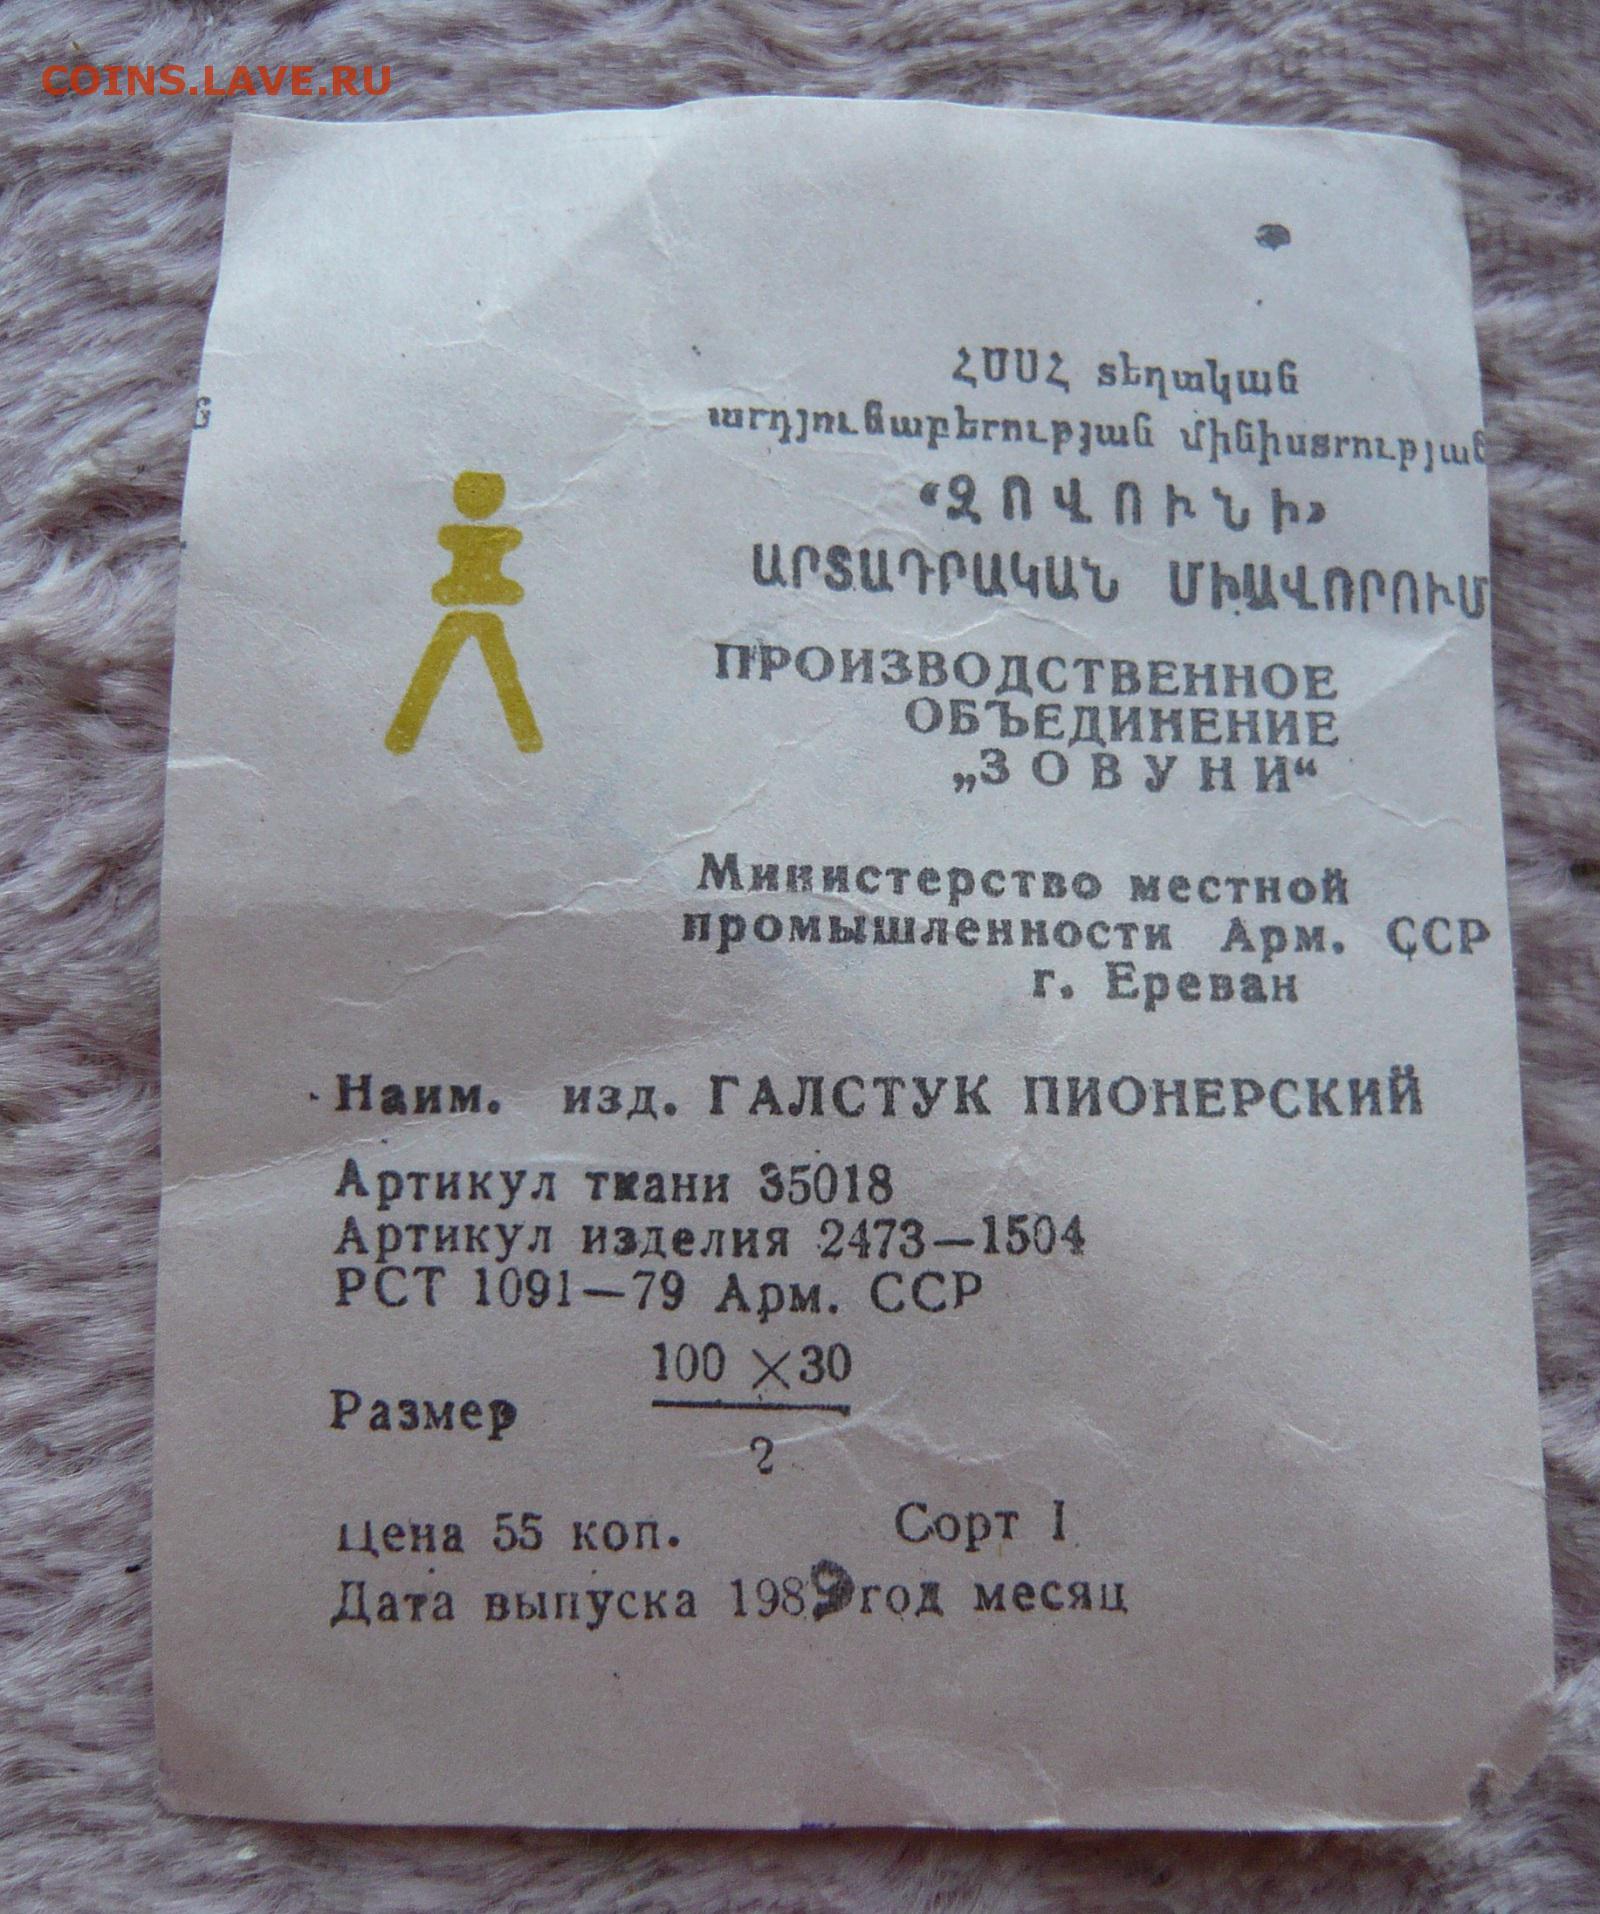 COINS.LAVE.RU
ՀՍՍՀ տեղական
արդյունաբերության մինիստրության
«ԶՈՎՈՒՆԻ»
ԱՐՏԱԴՐԱԿԱՆ ՄԻԱՎՈՐՈՒՄ
ПРОИЗВОДСТВЕННОЕ
ОБЪЕДИНЕНИЕ
„ЗОВУНИ“
Министерство местной
промышленности Арм. ССР
г. Ереван
Наим. изд. ГАЛСТУК ПИОНЕРСКИЙ
Артикул ткани 35018
Артикул изделия 2473—1504
РСТ 1091—79 Арм. ССР
100 ×30
Размер
2
Цена 55 коп. Сорт I
Дата выпуска 1989 год месяц